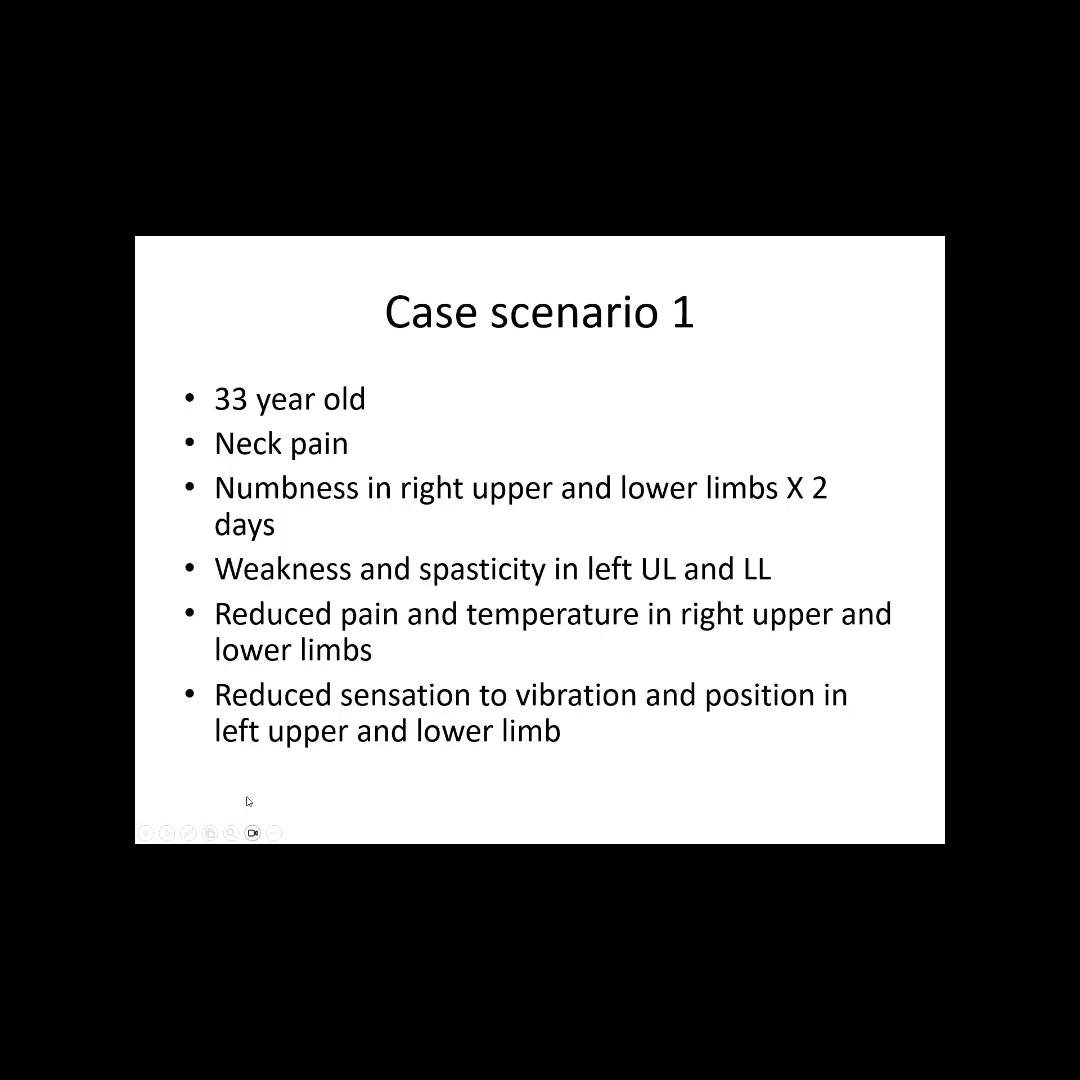 Case scenario 1
• 33 year old
• Neck pain
• Numbness in right upper and lower limbs X 2
days
• Weakness and spasticity in left UL and LL
• Reduced pain and temperature in right upper and
lower limbs
• Reduced sensation to vibration and position in
left upper and lower limb